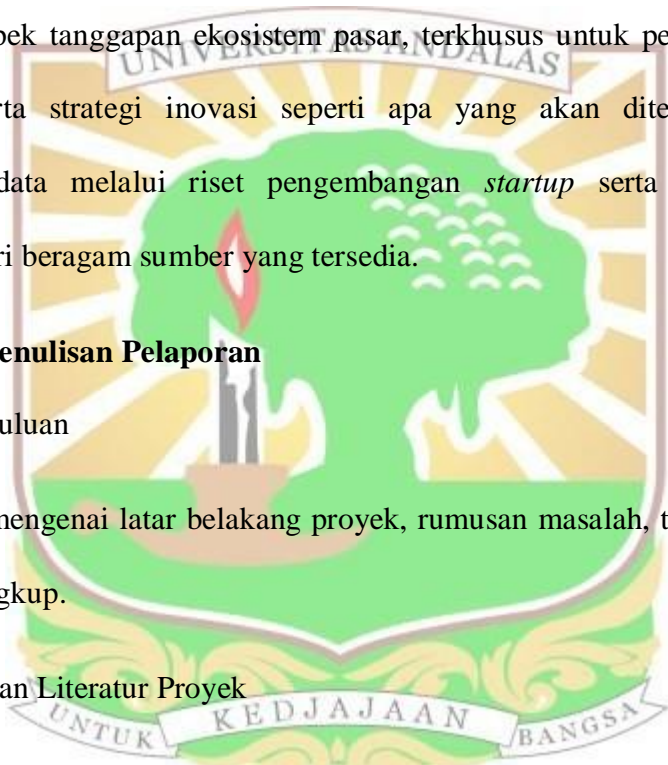 pek tanggapan ekosistem pasar, terkhusus untuk pe
UNIVERSITAS ANDALAS
rta strategi inovasi seperti apa yang akan dite
data melalui riset pengembangan startup serta
ri beragam sumber yang tersedia.
enulisan Pelaporan
uluan
mengenai latar belakang proyek, rumusan masalah, t
gkup.
an Literatur Proyek
UNTUK KEDJAJAAN BANGSA